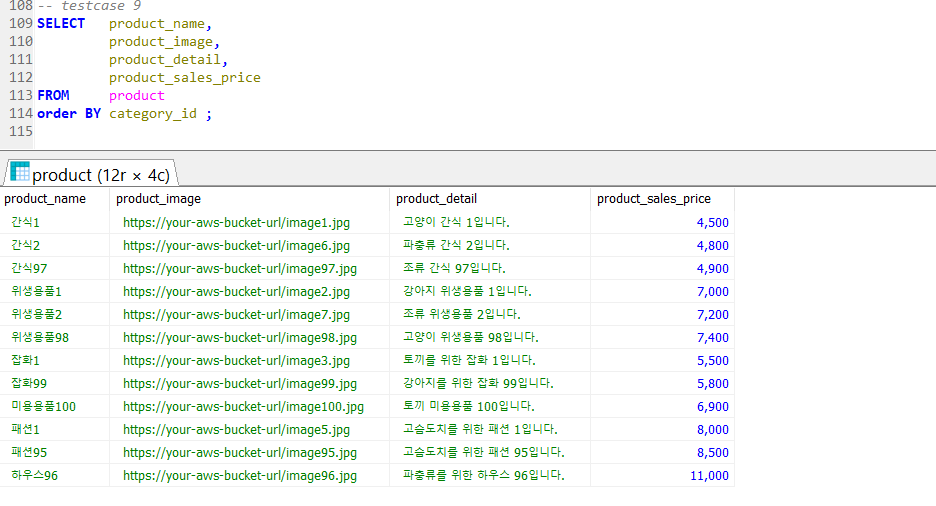 108 -- testcase 9
109 SELECT product_name,
110 product_image,
111 product_detail,
112 product_sales_price
113 FROM product
114 order BY category_id ;
115
product (12r × 4c)
product_name product_image product_detail product_sales_price
간식1 https://your-aws-bucket-url/image1.jpg 고양이 간식 1입니다. 4,500
간식2 https://your-aws-bucket-url/image6.jpg 파충류 간식 2입니다. 4,800
간식97 https://your-aws-bucket-url/image97.jpg 조류 간식 97입니다. 4,900
위생용품1 https://your-aws-bucket-url/image2.jpg 강아지 위생용품 1입니다. 7,000
위생용품2 https://your-aws-bucket-url/image7.jpg 조류 위생용품 2입니다. 7,200
위생용품98 https://your-aws-bucket-url/image98.jpg 고양이 위생용품 98입니다. 7,400
잡화1 https://your-aws-bucket-url/image3.jpg 토끼를 위한 잡화 1입니다. 5,500
잡화99 https://your-aws-bucket-url/image99.jpg 강아지를 위한 잡화 99입니다. 5,800
미용용품100 https://your-aws-bucket-url/image100.jpg 토끼 미용용품 100입니다. 6,900
패션1 https://your-aws-bucket-url/image5.jpg 고슴도치를 위한 패션 1입니다. 8,000
패션95 https://your-aws-bucket-url/image95.jpg 고슴도치를 위한 패션 95입니다. 8,500
하우스96 https://your-aws-bucket-url/image96.jpg 파충류를 위한 하우스 96입니다. 11,000